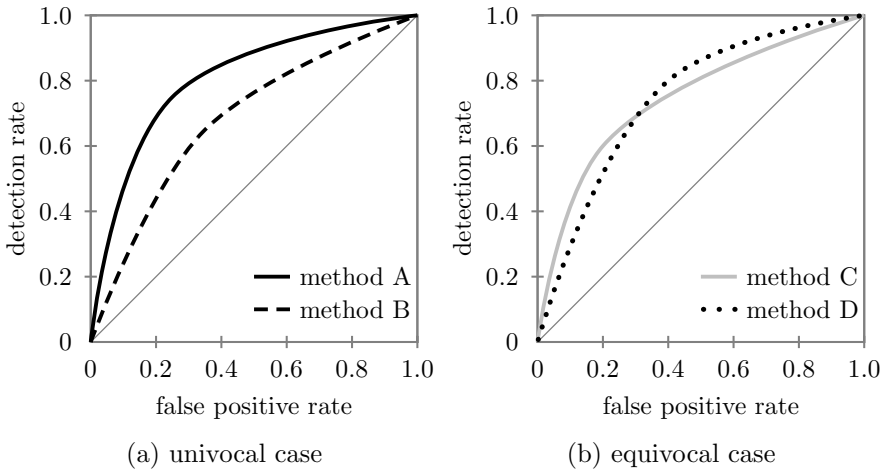 1.0
0.8
0.6
0.4
0.2
0
detection rate
method A
method B
0 0.2 0.4 0.6 0.8 1.0
false positive rate
(a) univocal case
1.0
0.8
0.6
0.4
0.2
0
detection rate
method C
method D
0 0.2 0.4 0.6 0.8 1.0
false positive rate
(b) equivocal case